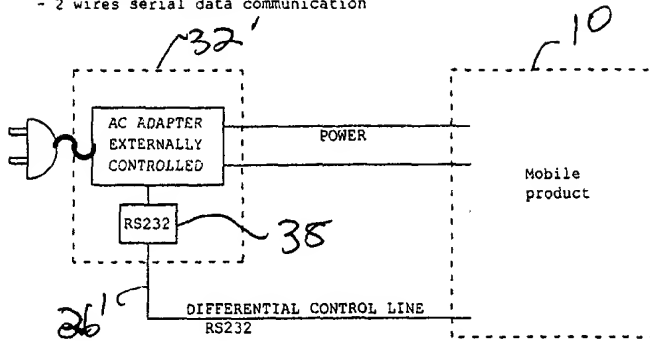 - 2 wires serial data communication
32'
10
AC ADAPTER
EXTERNALLY
CONTROLLED
POWER
Mobile
product
RS232
38
26'
DIFFERENTIAL CONTROL LINE
RS232